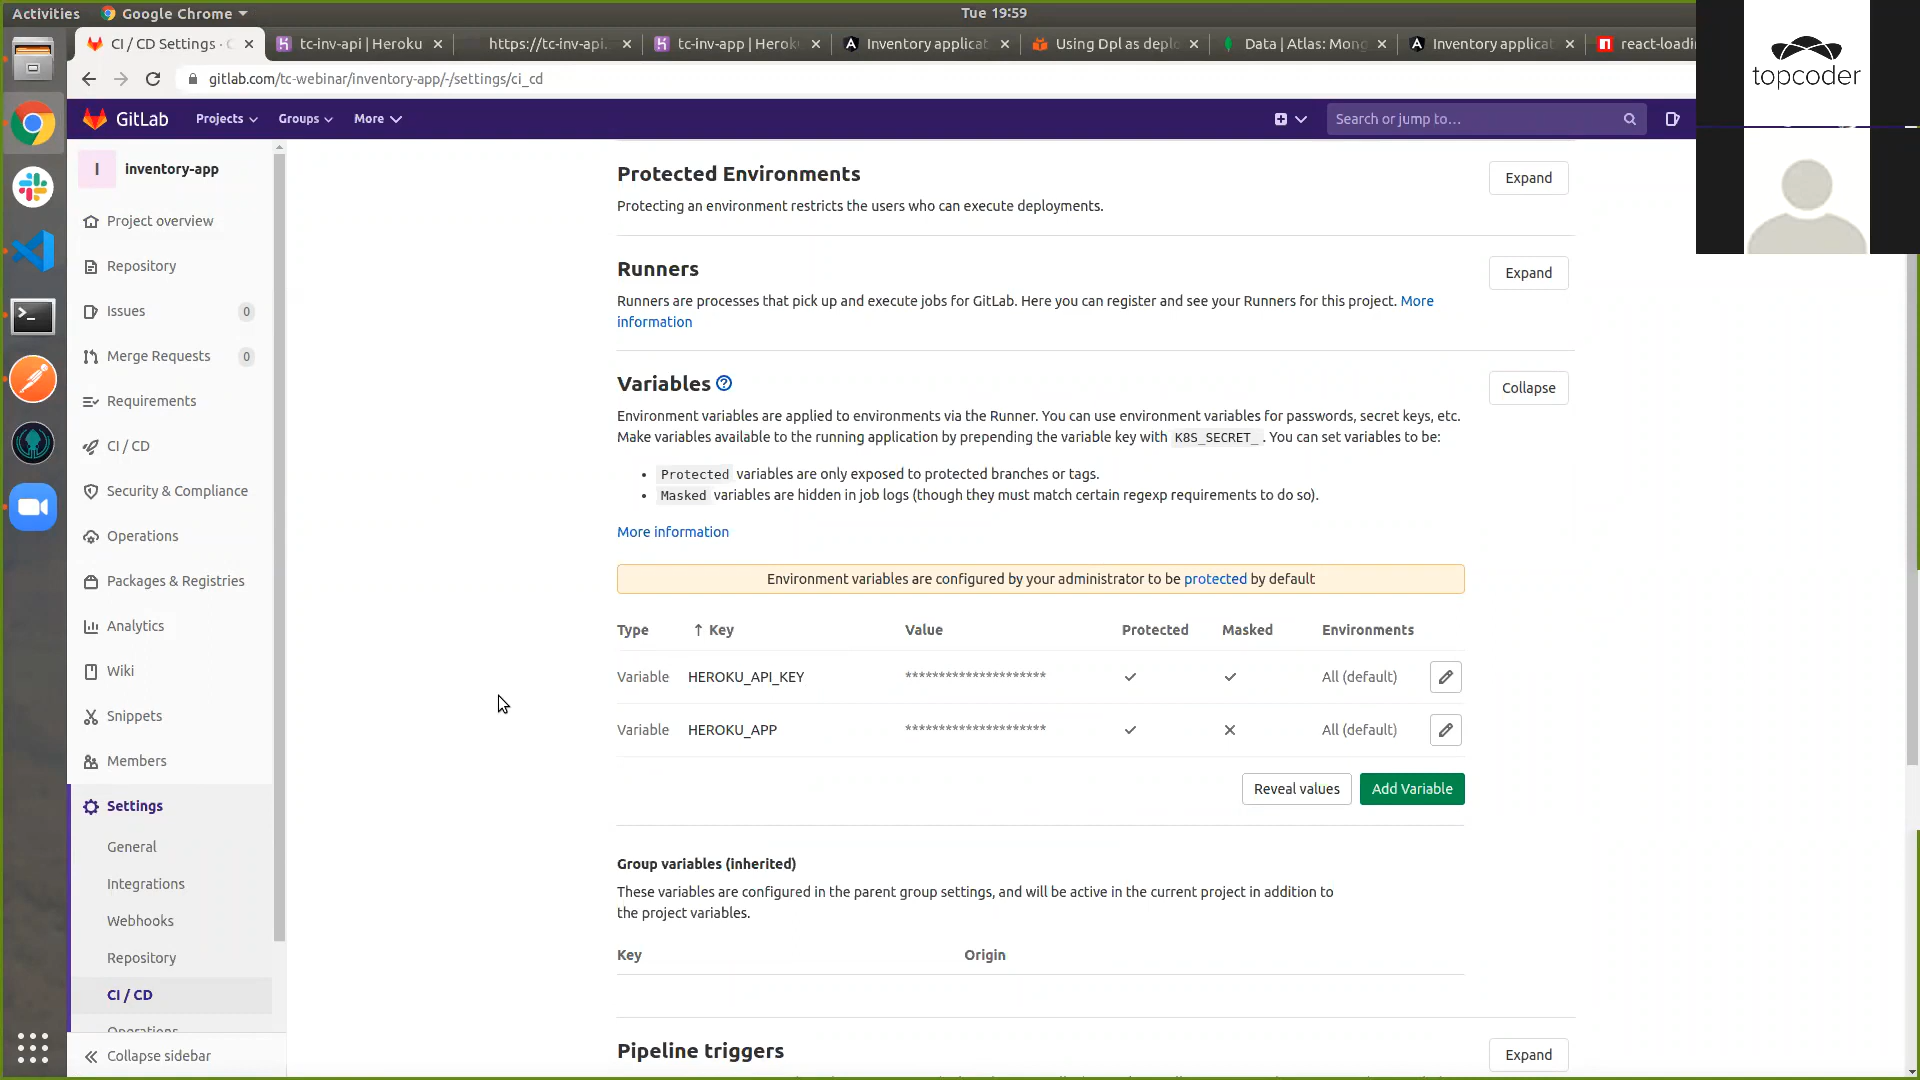 Activities
Google Chrome
Tue 19:59
CI / CD Settings · C
tc-inv-api | Heroku
https://tc-inv-api.
tc-inv-app | Herok
Inventory applicat
Using Dpl as deplo
Data | Atlas: Mong
Inventory applicat
react-loadi
gitlab.com/tc-webinar/inventory-app/-/settings/ci_cd
topcoder
GitLab
Projects
Groups
More
Search or jump to…
I
inventory-app
Project overview
Repository
Issues
0
Merge Requests
0
Requirements
CI / CD
Security & Compliance
Operations
Packages & Registries
Analytics
Wiki
Snippets
Members
Settings
General
Integrations
Webhooks
Repository
CI / CD
Operations
Collapse sidebar
Protected Environments
Expand
Protecting an environment restricts the users who can execute deployments.
Runners
Expand
Runners are processes that pick up and execute jobs for GitLab. Here you can register and see your Runners for this project. More
information
Variables
Collapse
Environment variables are applied to environments via the Runner. You can use environment variables for passwords, secret keys, etc.
Make variables available to the running application by prepending the variable key with K8S_SECRET_ . You can set variables to be:
• Protected variables are only exposed to protected branches or tags.
• Masked variables are hidden in job logs (though they must match certain regexp requirements to do so).
More information
Environment variables are configured by your administrator to be protected by default
Type ↑ Key Value Protected Masked Environments
Variable HEROKU_API_KEY ********************* ✓ ✓ All (default)
Variable HEROKU_APP ********************* ✓ ✕ All (default)
Reveal values
Add Variable
Group variables (inherited)
These variables are configured in the parent group settings, and will be active in the current project in addition to
the project variables.
Key Origin
Pipeline triggers
Expand